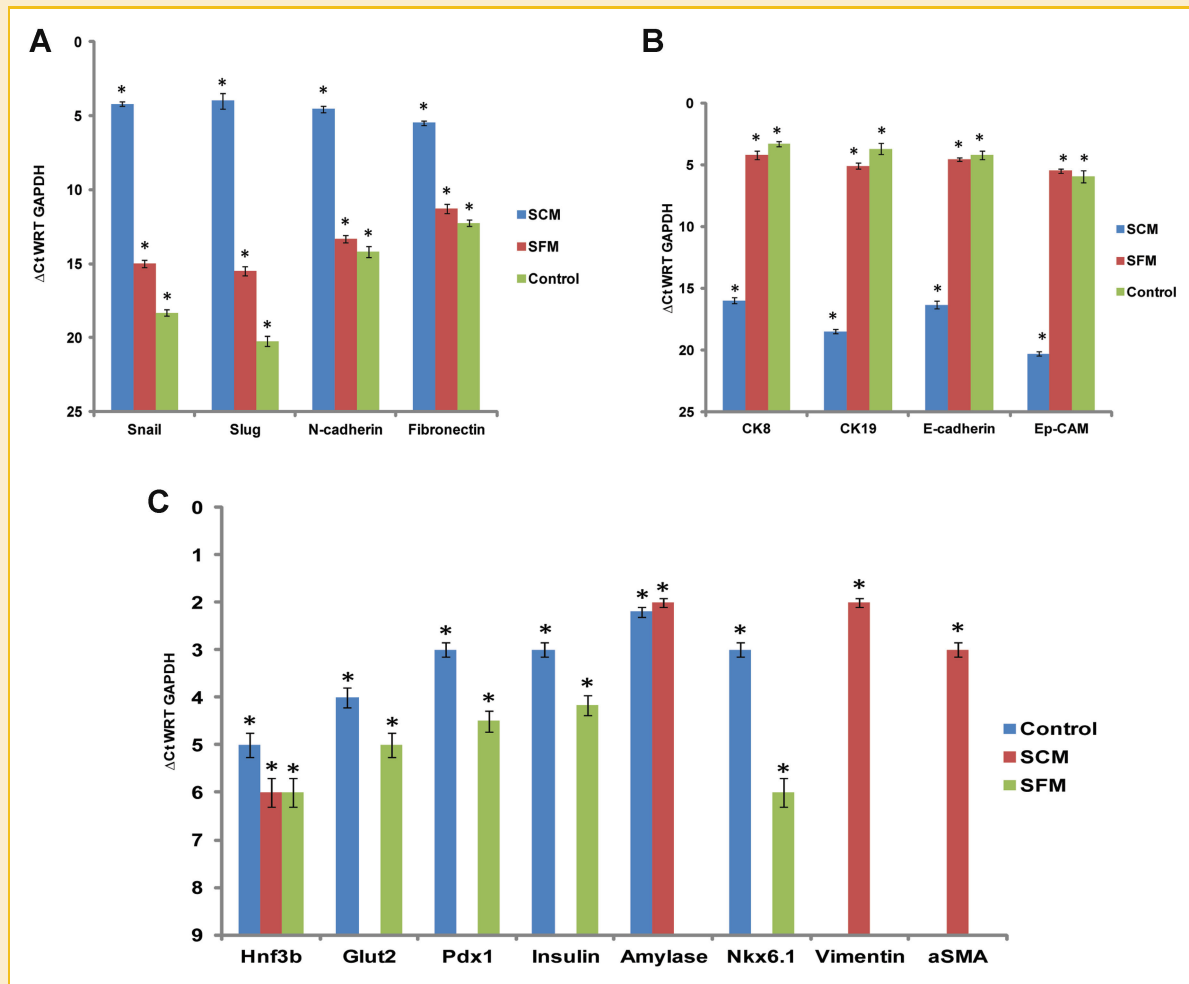 A
0
5
10
15
20
25
ΔCt WRT GAPDH
* * * * * * * * * * * *
Snail Slug N-cadherin Fibronectin
SCM
SFM
Control
B
0
5
10
15
20
25
ΔCt WRT GAPDH
* * * * * * * * * * * *
CK8 CK19 E-cadherin Ep-CAM
SCM
SFM
Control
C
0
1
2
3
4
5
6
7
8
9
ΔCt WRT GAPDH
* * * * * * * * * * * * * * * 
Hnf3b Glut2 Pdx1 Insulin Amylase Nkx6.1 Vimentin aSMA
Control
SCM
SFM